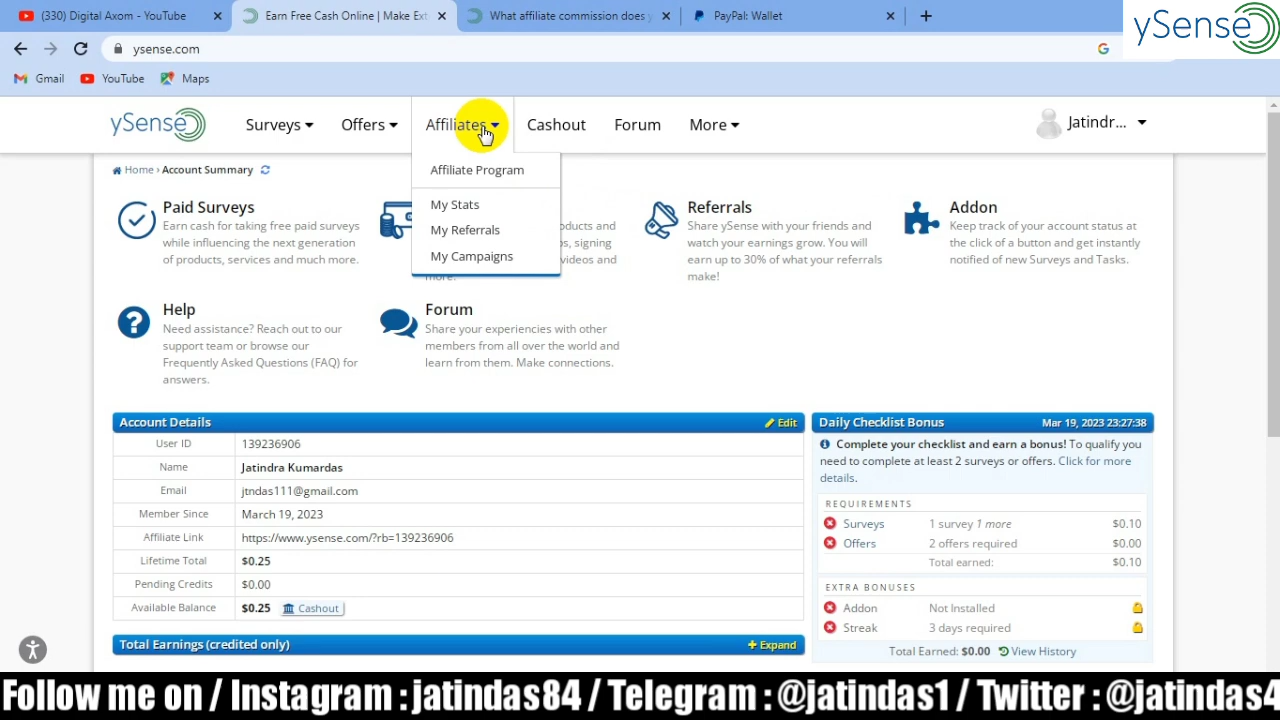 (330) Digital Axom - YouTube
Earn Free Cash Online | Make Ext
What affiliate commission does y
PayPal: Wallet
ySense
ysense.com
Gmail
YouTube
Maps
ySense
Surveys
Offers
Affiliates
Cashout
Forum
More
Jatindr...
Affiliate Program
My Stats
My Referrals
My Campaigns
Home › Account Summary
Paid Surveys
Earn cash for taking free paid surveys
while influencing the next generation
of products, services and much more.
oducts and
os, signing
videos and
more.
Referrals
Share ySense with your friends and
watch your earnings grow. You will
earn up to 30% of what your referrals
make!
Addon
Keep track of your account status at
the click of a button and get instantly
notified of new Surveys and Tasks.
Help
Need assistance? Reach out to our
support team or browse our
Frequently Asked Questions (FAQ) for
answers.
Forum
Share your experiences with other
members from all over the world and
learn from them. Make connections.
Account Details
Edit
User ID 139236906
Name Jatindra Kumardas
Email jtndas111@gmail.com
Member Since March 19, 2023
Affiliate Link https://www.ysense.com/?rb=139236906
Lifetime Total $0.25
Pending Credits $0.00
Available Balance $0.25 Cashout
Total Earnings (credited only)
Expand
Daily Checklist Bonus Mar 19, 2023 23:27:38
Complete your checklist and earn a bonus! To qualify you
need to complete at least 2 surveys or offers. Click for more
details.
REQUIREMENTS
Surveys 1 survey 1 more $0.10
Offers 2 offers required $0.00
Total earned: $0.10
EXTRA BONUSES
Addon Not Installed
Streak 3 days required
Total Earned: $0.00 View History
Follow me on / Instagram : jatindas84 / Telegram : @jatindas1 / Twitter : @jatindas4